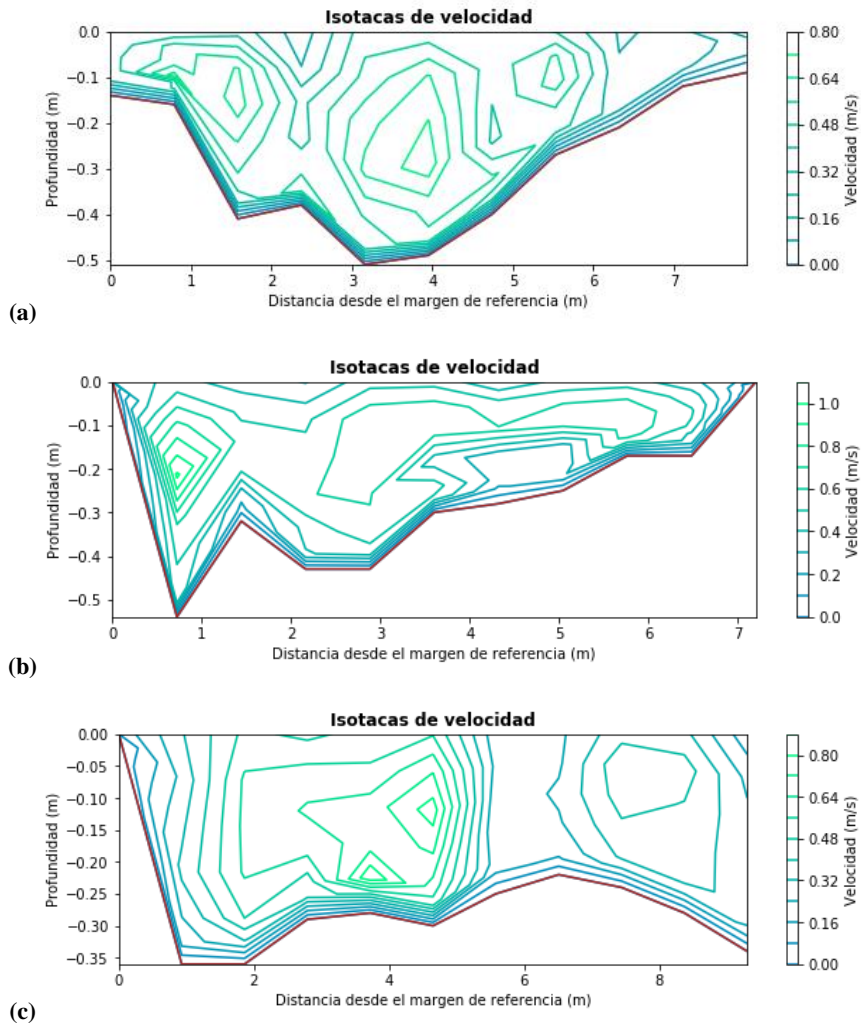 Isotacas de velocidad
0.0
−0.1
−0.2
−0.3
−0.4
−0.5
Profundidad (m)
0 1 2 3 4 5 6 7
Distancia desde el margen de referencia (m)
0.80
0.64
0.48
0.32
0.16
0.00
Velocidad (m/s)
(a)
Isotacas de velocidad
0.0
−0.1
−0.2
−0.3
−0.4
−0.5
Profundidad (m)
0 1 2 3 4 5 6 7
Distancia desde el margen de referencia (m)
1.0
0.8
0.6
0.4
0.2
0.0
Velocidad (m/s)
(b)
Isotacas de velocidad
0.00
−0.05
−0.10
−0.15
−0.20
−0.25
−0.30
−0.35
Profundidad (m)
0 2 4 6 8
Distancia desde el margen de referencia (m)
0.80
0.64
0.48
0.32
0.16
0.00
Velocidad (m/s)
(c)